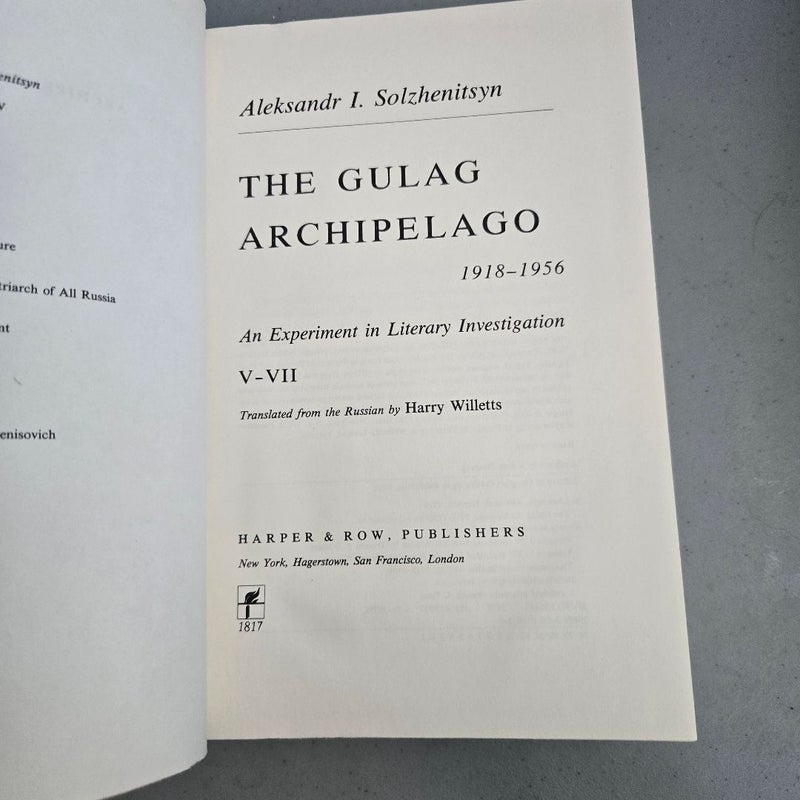 enitsyn
v
ure
triarch of All Russia
nt
enisovich
Aleksandr I. Solzhenitsyn
THE GULAG
ARCHIPELAGO
1918–1956
An Experiment in Literary Investigation
V–VII
Translated from the Russian by Harry Willetts
HARPER & ROW, PUBLISHERS
New York, Hagerstown, San Francisco, London
1817